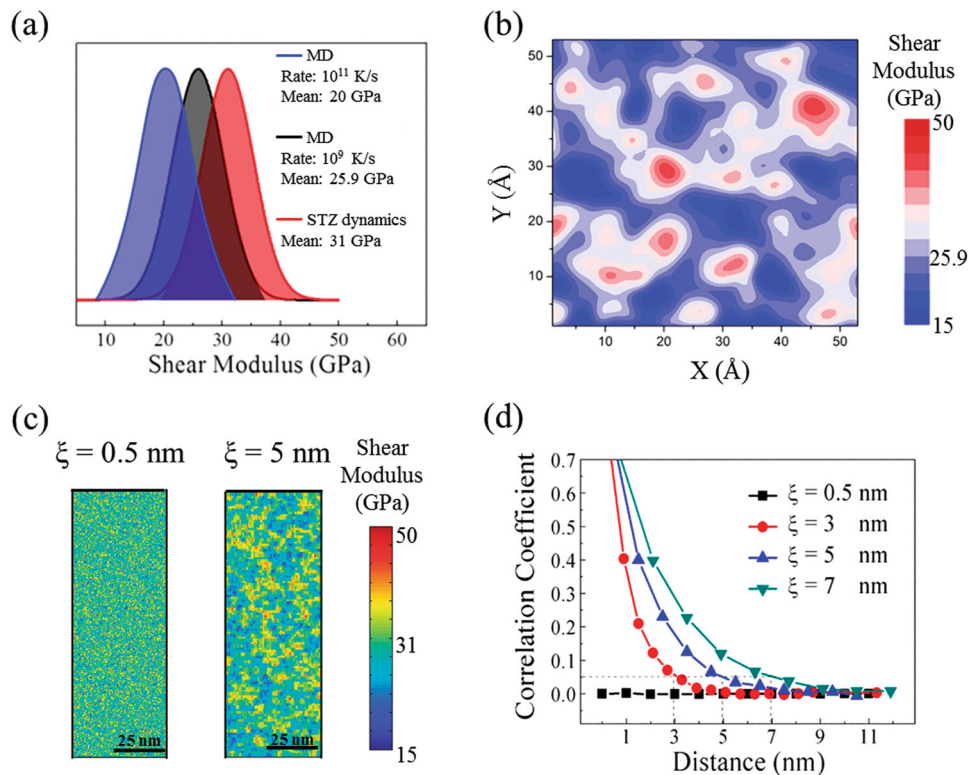 (a)
MD
Rate: 10¹¹ K/s
Mean: 20 GPa
MD
Rate: 10⁹ K/s
Mean: 25.9 GPa
STZ dynamics
Mean: 31 GPa
10 20 30 40 50 60
Shear Modulus (GPa)
(b)
50
40
30
20
10
10 20 30 40 50
Y (Å)
X (Å)
Shear
Modulus
(GPa)
50
25.9
15
(c)
ξ = 0.5 nm
ξ = 5 nm
25 nm
25 nm
Shear
Modulus
(GPa)
50
31
15
(d)
Correlation Coefficient
0.7
0.6
0.5
0.4
0.3
0.2
0.1
0.0
ξ = 0.5 nm
ξ = 3 nm
ξ = 5 nm
ξ = 7 nm
1 3 5 7 9 11
Distance (nm)